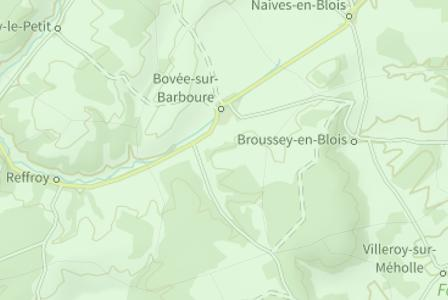 Naives-en-Blois
y-le-Petit
Bovée-sur-
Barboure
Broussey-en-Blois
Reffroy
Villeroy-sur-
Méholle
F